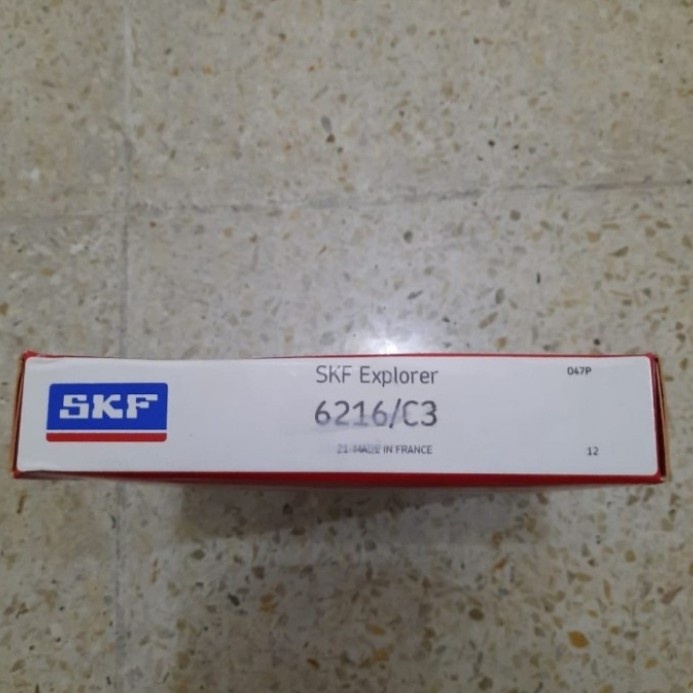 SKF
SKF Explorer
047P
6216/C3
21 MADE IN FRANCE
12